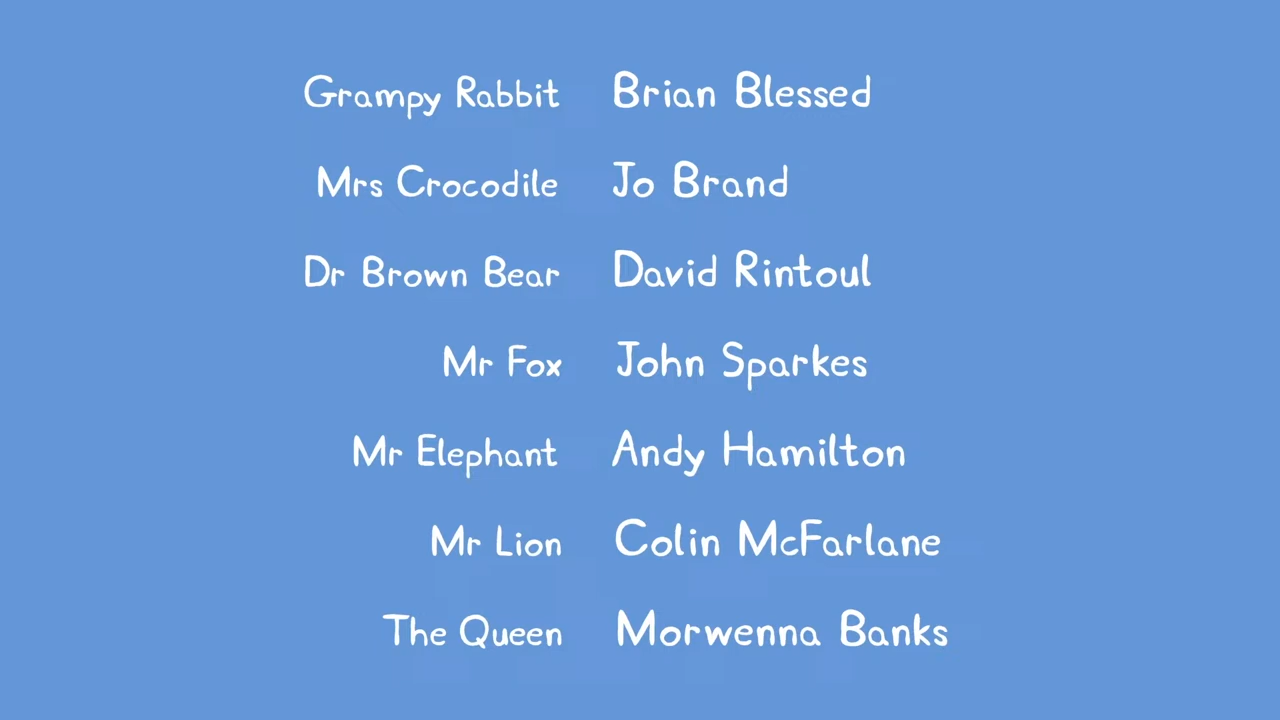 Grampy Rabbit Brian Blessed
Mrs Crocodile Jo Brand
Dr Brown Bear David Rintoul
Mr Fox John Sparkes
Mr Elephant Andy Hamilton
Mr Lion Colin McFarlane
The Queen Morwenna Banks